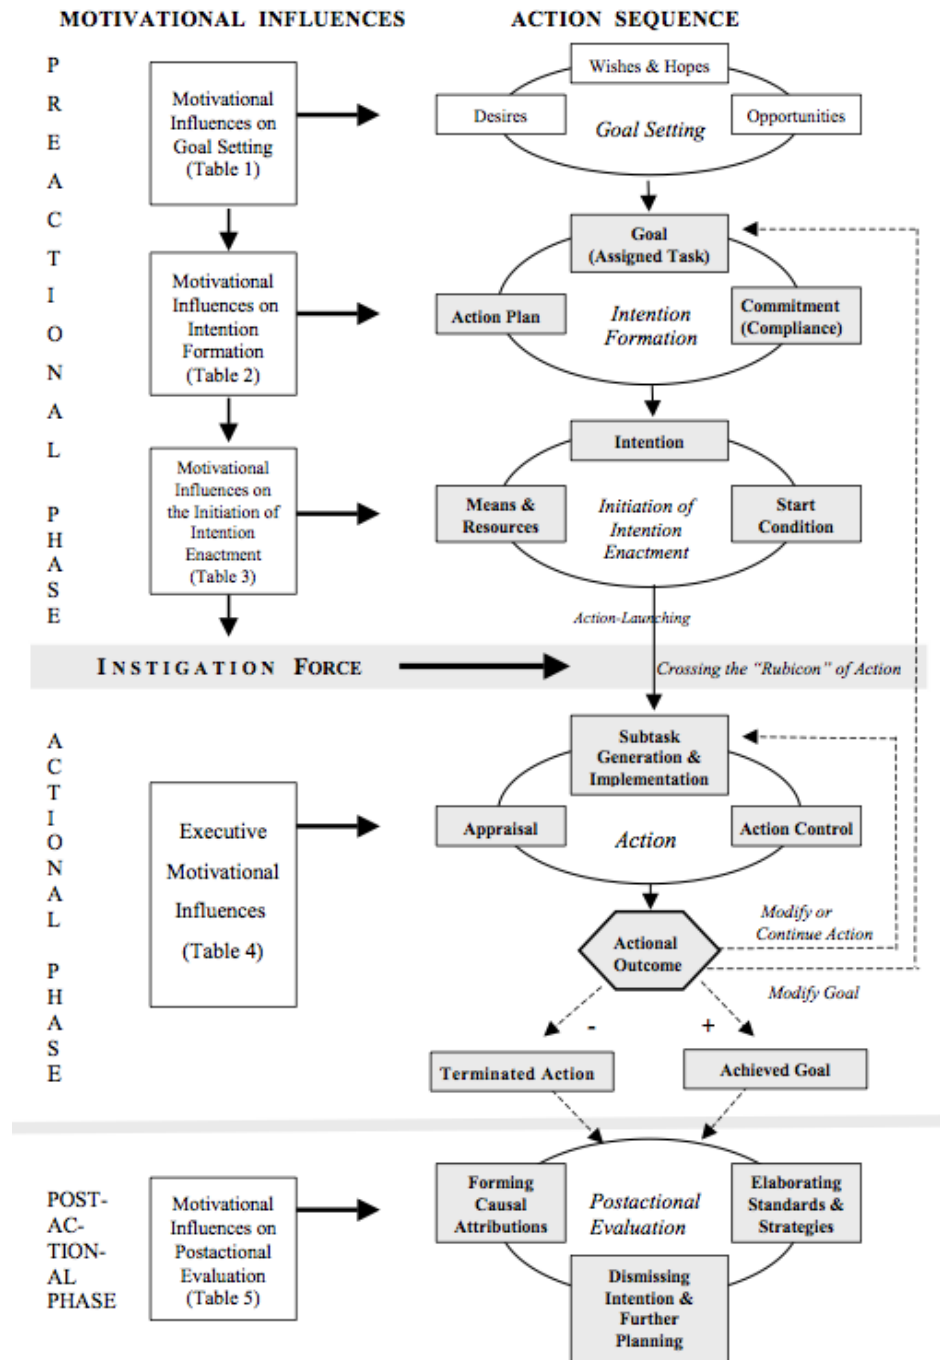 MOTIVATIONAL INFLUENCES
ACTION SEQUENCE
PREACTIONAL PHASE
Motivational
Influences on
Goal Setting
(Table 1)
Wishes & Hopes
Desires
Opportunities
Goal Setting
Motivational
Influences on
Intention
Formation
(Table 2)
Goal
(Assigned Task)
Action Plan
Commitment
(Compliance)
Intention
Formation
Motivational
Influences on
the Initiation of
Intention
Enactment
(Table 3)
Intention
Means &
Resources
Start
Condition
Initiation of
Intention
Enactment
Action-Launching
INSTIGATION FORCE
Crossing the “Rubicon” of Action
ACTIONAL PHASE
Executive
Motivational
Influences
(Table 4)
Subtask
Generation &
Implementation
Appraisal
Action Control
Action
Actional
Outcome
Modify or
Continue Action
Modify Goal
-
+
Terminated Action
Achieved Goal
POST-
AC-
TION-
AL
PHASE
Motivational
Influences on
Postactional
Evaluation
(Table 5)
Forming
Causal
Attributions
Postactional
Evaluation
Elaborating
Standards &
Strategies
Dismissing
Intention &
Further
Planning